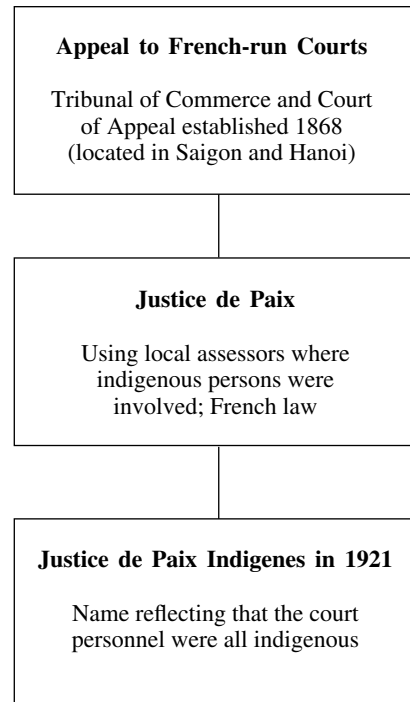 Appeal to French-run Courts
Tribunal of Commerce and Court
of Appeal established 1868
(located in Saigon and Hanoi)
Justice de Paix
Using local assessors where
indigenous persons were
involved; French law
Justice de Paix Indigenes in 1921
Name reflecting that the court
personnel were all indigenous